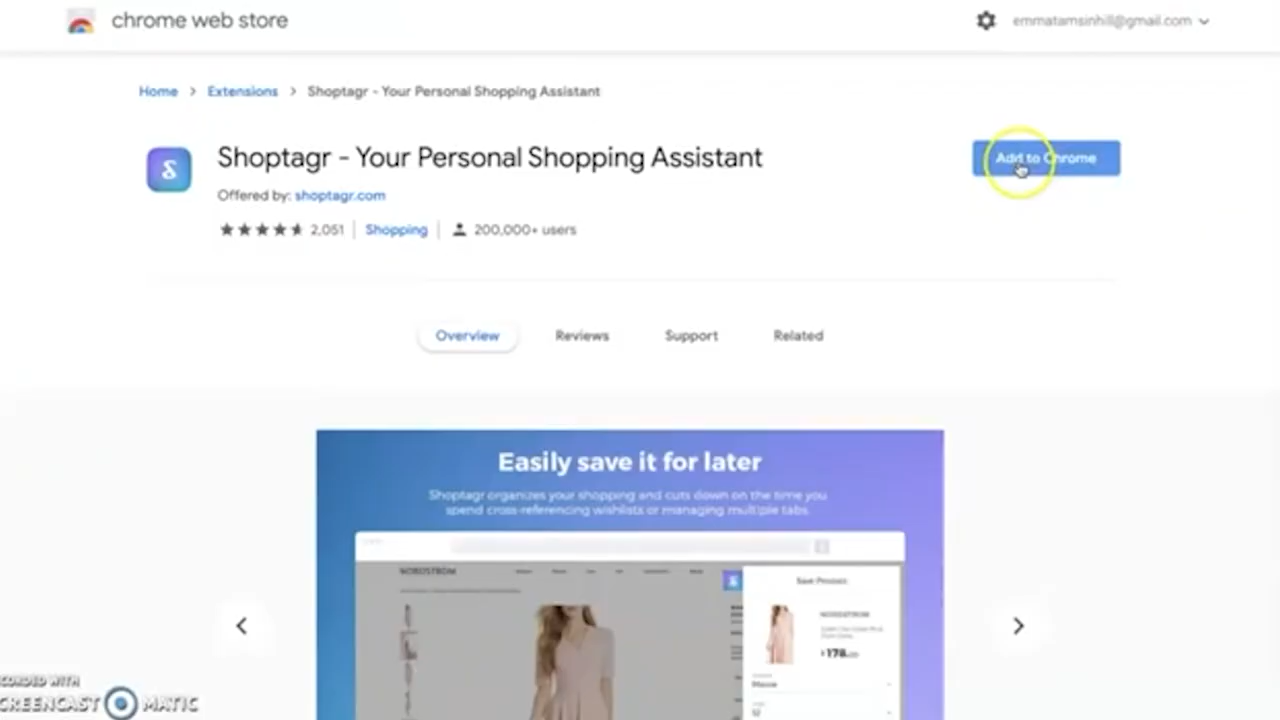 chrome web store
emmatamsinhill@gmail.com
Home > Extensions > Shoptagr - Your Personal Shopping Assistant
Shoptagr - Your Personal Shopping Assistant
Add to Chrome
Offered by: shoptagr.com
2,051 | Shopping | 200,000+ users
Overview
Reviews
Support
Related
Easily save it for later
Shoptagr organizes your shopping and cuts down on the time you
spend cross-referencing wishlists or managing multiple tabs.
NORDSTROM
Save Product
NORDSTROM
$178.00
CORDED WITH
CREENCAST MATIC